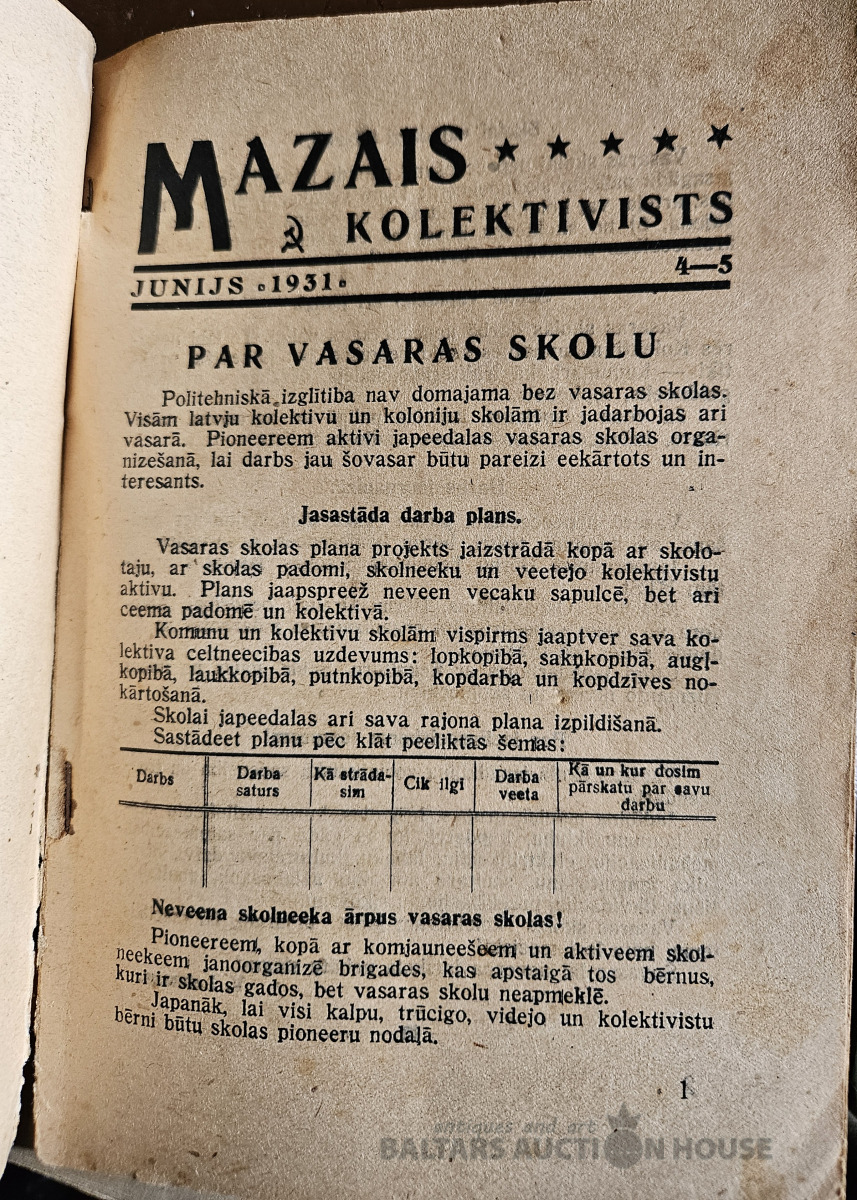 MAZAIS ★ ★ ★ ★ ★
☭ KOLEKTIVISTS
JUNIJS ▫1931▫ 4—5
PAR VASARAS SKOLU
Politehniskā izglitiba nav domajama bez vasaras skolas.
Visām latvju kolektivu un koloniju skolām ir jadarbojas ari
vasarā. Pioneereem aktivi japeedalas vasaras skolas orga-
nizešanā, lai darbs jau šovasar būtu pareizi eekārtots un in-
teresants.
Jasastāda darba plans.
Vasaras skolas plana projekts jaizstrādā kopā ar skolo-
taju, ar skolas padomi, skolneeku un veetejo kolektivistu
aktivu. Plans jaapspreež neveen vecaku sapulcē, bet ari
ceema padomē un kolektivā.
Komunu un kolektivu skolām vispirms jaaptver sava ko-
lektiva celtneecibas uzdevums: lopkopibā, sakņkopibā, augļ-
kopibā, laukkopibā, putnkopibā, kopdarba un kopdzīves no-
kārtošanā.
Skolai japeedalas ari sava rajona plana izpildišanā.
Sastādeet planu pēc klāt peeliktās šemas:
Darbs | Darba saturs | Kā strāda-sim | Cik ilgi | Darba veeta | Kā un kur dosim pārskatu par savu darbu
Neveena skolneeka ārpus vasaras skolas!
Pioneereem, kopā ar komjauneešeem un aktiveem skol-
neekeem janoorganizē brigades, kas apstaigā tos bērnus,
kuri ir skolas gados, bet vasaras skolu neapmeklē.
Japanāk, lai visi kalpu, trūcigo, videjo un kolektivistu
bērni būtu skolas pioneeru nodaļā.
1
antiques and art
BALTARS AUCTION HOUSE